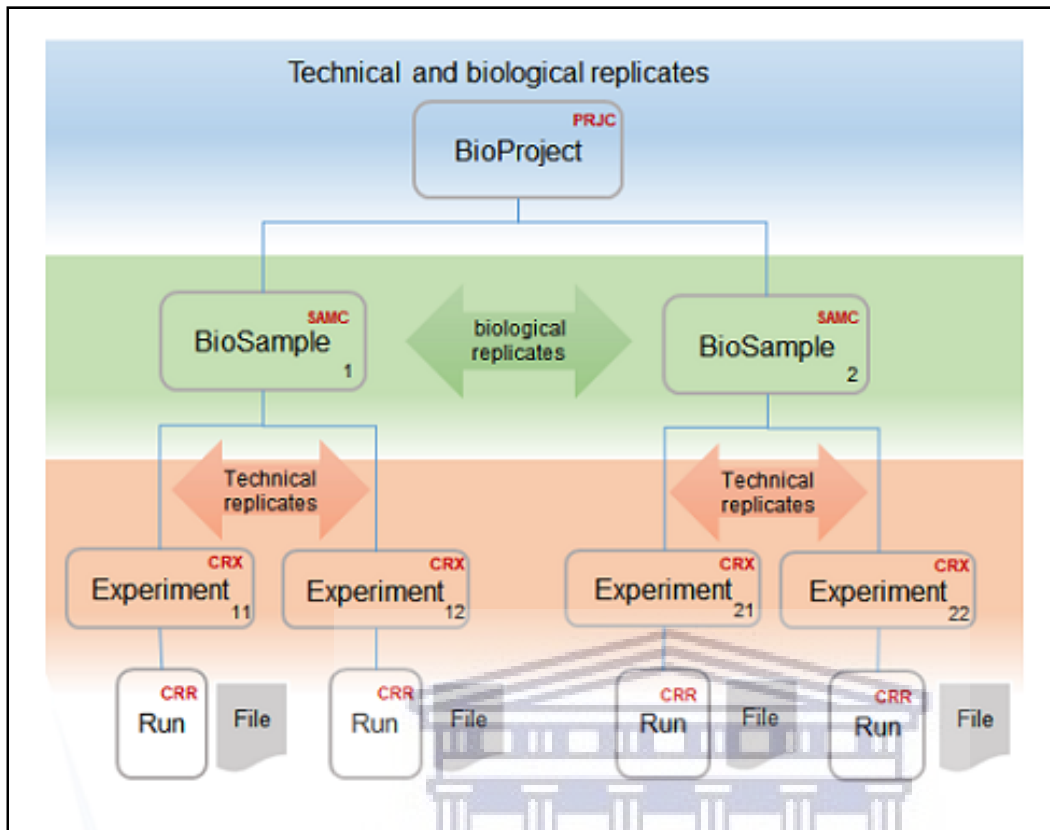 Technical and biological replicates
PRJC
BioProject
SAMC
BioSample
1
biological
replicates
SAMC
BioSample
2
Technical
replicates
Technical
replicates
CRX
Experiment
11
CRX
Experiment
12
CRX
Experiment
21
CRX
Experiment
22
CRR
Run
File
CRR
Run
File
CRR
Run
File
CRR
Run
File